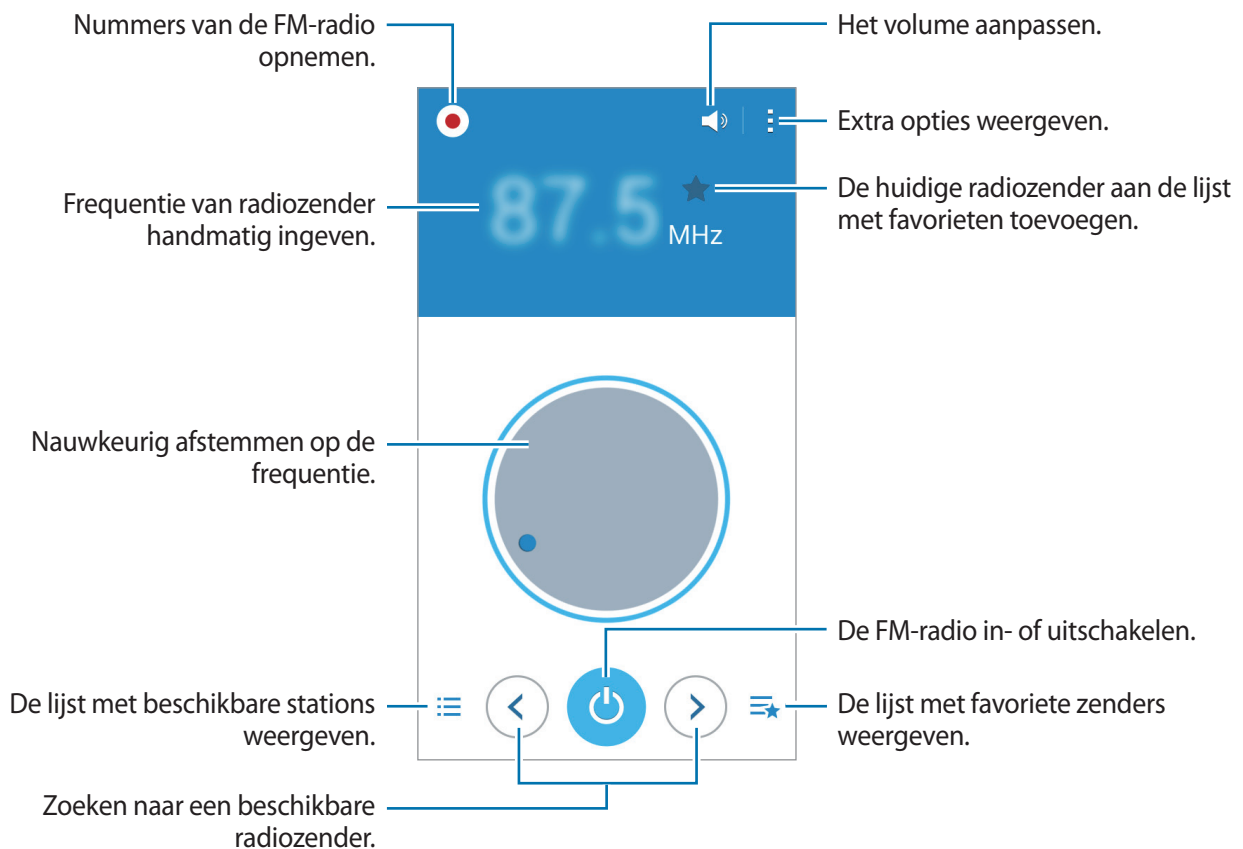 Nummers van de FM-radio
opnemen.
Het volume aanpassen.
Extra opties weergeven.
De huidige radiozender aan de lijst
met favorieten toevoegen.
Frequentie van radiozender
handmatig ingeven.
87.5
MHz
Nauwkeurig afstemmen op de
frequentie.
De FM-radio in- of uitschakelen.
De lijst met beschikbare stations
weergeven.
De lijst met favoriete zenders
weergeven.
Zoeken naar een beschikbare
radiozender.